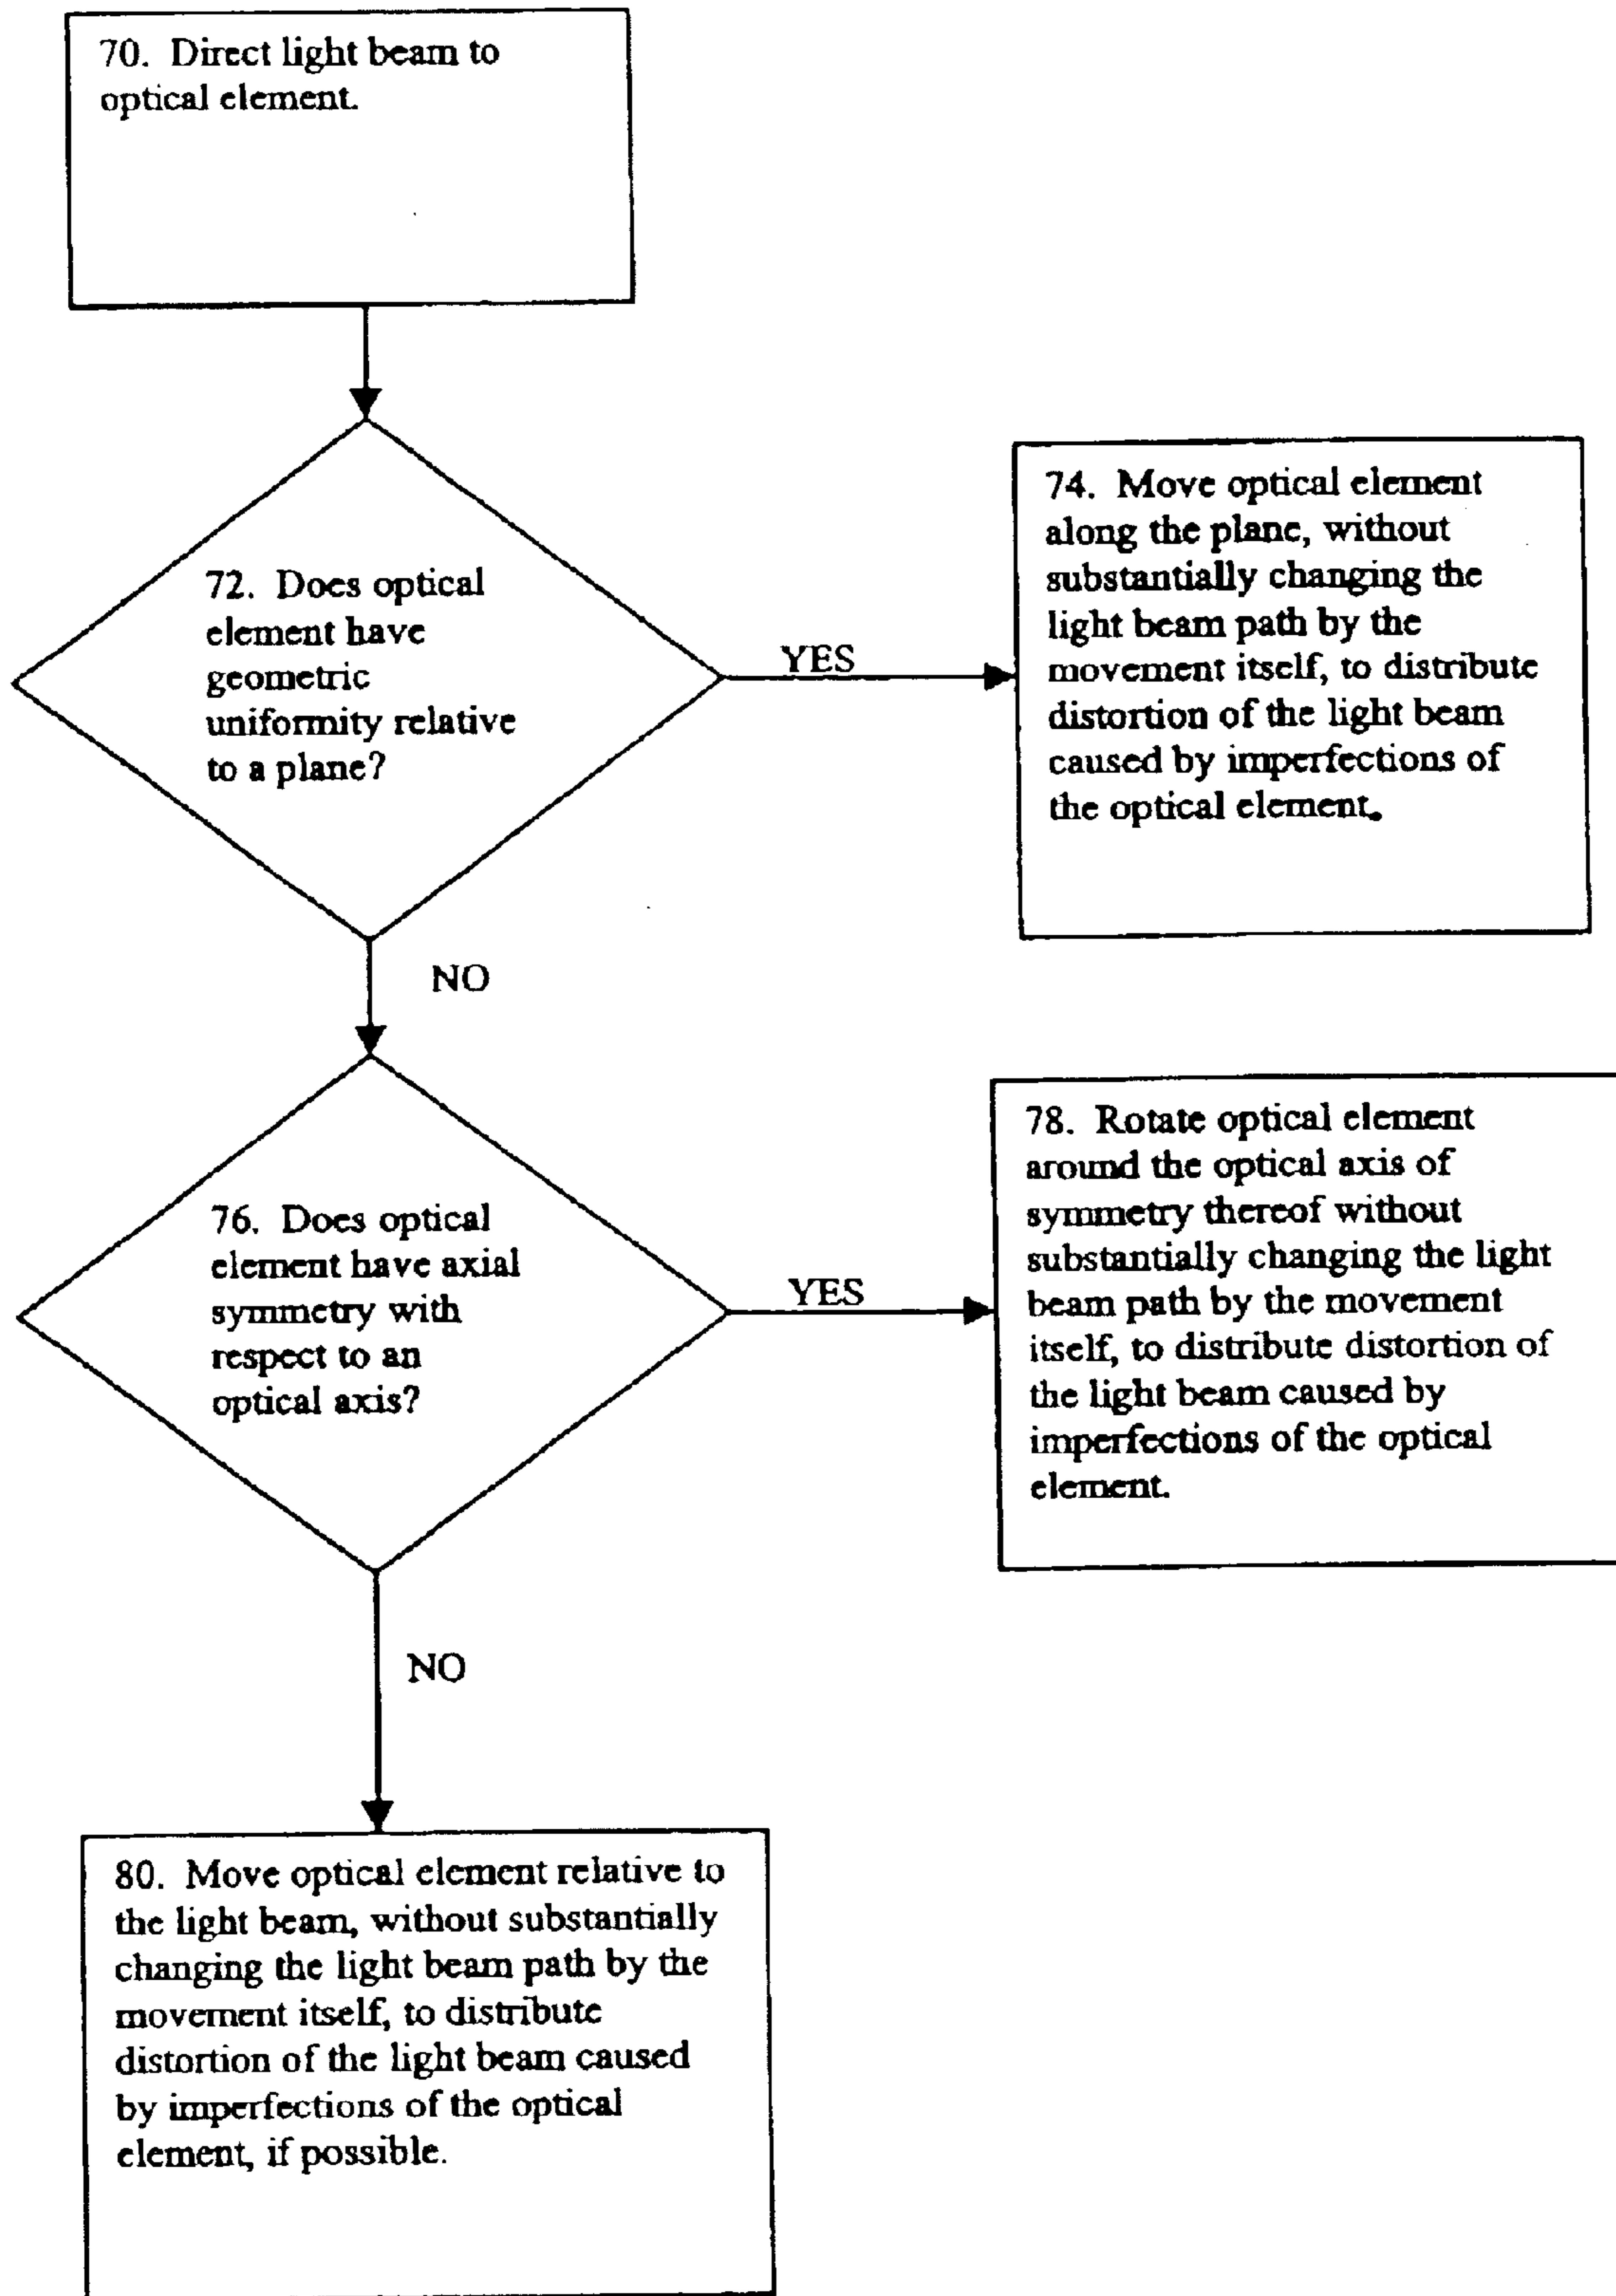 70. Direct light beam to
optical element.
72. Does optical
element have
geometric
uniformity relative
to a plane?
YES
74. Move optical element
along the plane, without
substantially changing the
light beam path by the
movement itself, to distribute
distortion of the light beam
caused by imperfections of
the optical element.
NO
76. Does optical
element have axial
symmetry with
respect to an
optical axis?
YES
78. Rotate optical element
around the optical axis of
symmetry thereof without
substantially changing the light
beam path by the movement
itself, to distribute distortion of
the light beam caused by
imperfections of the optical
element.
NO
80. Move optical element relative to
the light beam, without substantially
changing the light beam path by the
movement itself, to distribute
distortion of the light beam caused
by imperfections of the optical
element, if possible.